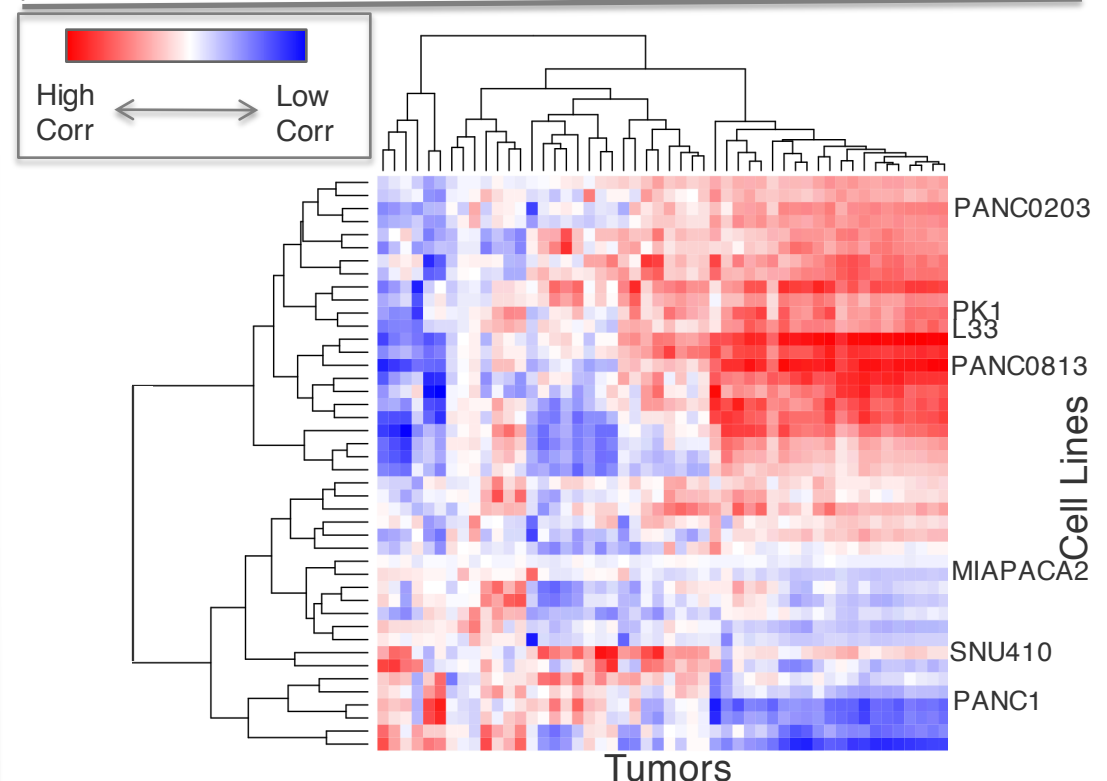 High
Corr
Low
Corr
PANC0203
PK1
L33
PANC0813
Cell Lines
MIAPACA2
SNU410
PANC1
Tumors